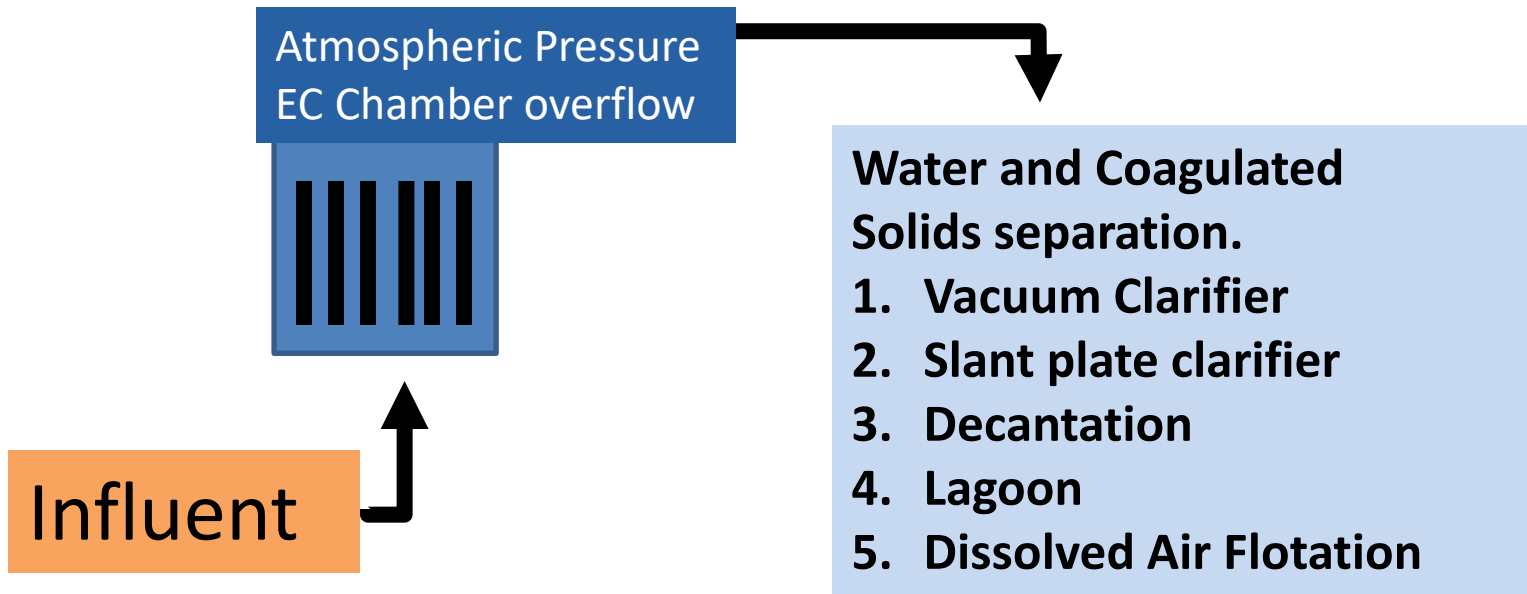 Atmospheric Pressure
EC Chamber overflow
Influent
Water and Coagulated
Solids separation.
1. Vacuum Clarifier
2. Slant plate clarifier
3. Decantation
4. Lagoon
5. Dissolved Air Flotation